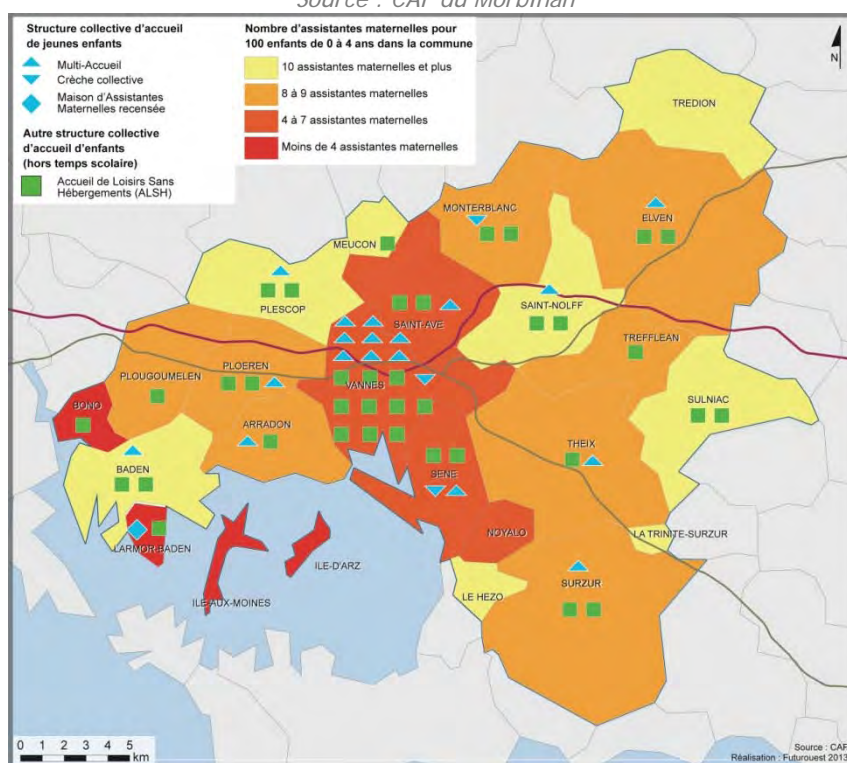 Source : CAF du Morbihan
Structure collective d'accueil
de jeunes enfants
Multi-Accueil
Crèche collective
Maison d'Assistantes
Maternelles recensée
Autre structure collective
d'accueil d'enfants
(hors temps scolaire)
Accueil de Loisirs Sans
Hébergements (ALSH)
Nombre d'assistantes maternelles pour
100 enfants de 0 à 4 ans dans la commune
10 assistantes maternelles et plus
8 à 9 assistantes maternelles
4 à 7 assistantes maternelles
Moins de 4 assistantes maternelles
N
TREDION
MONTERBLANC
ELVEN
MEUCON
PLESCOP
SAINT-AVE
SAINT-NOLFF
TREFFLEAN
PLOEREN
PLOUGOUMELEN
VANNES
BONO
SULNIAC
ARRADON
THEIX
BADEN
SENE
NOYALO
LA TRINITE-SURZUR
LARMOR-BADEN
ILE-D'ARZ
ILE-AUX-MOINES
LE HEZO
SURZUR
0 1 2 3 4 5
km
Source : CAF
Réalisation : Futurouest 2013